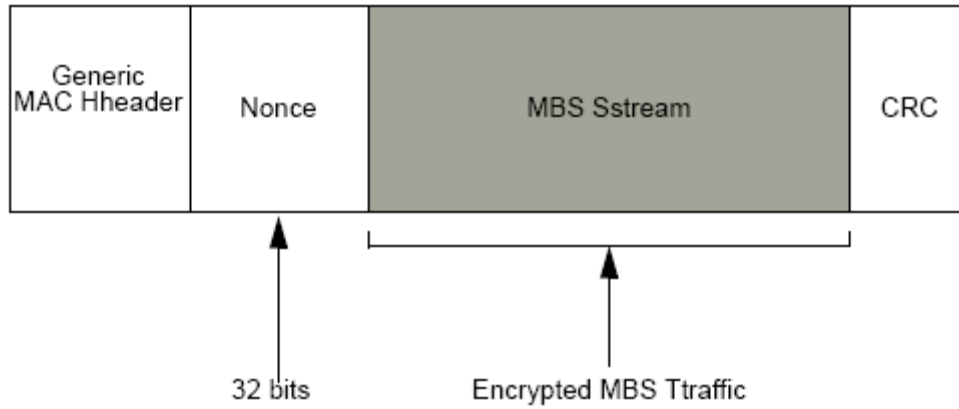 Generic
MAC Hheader
Nonce
MBS Sstream
CRC
32 bits
Encrypted MBS Ttraffic